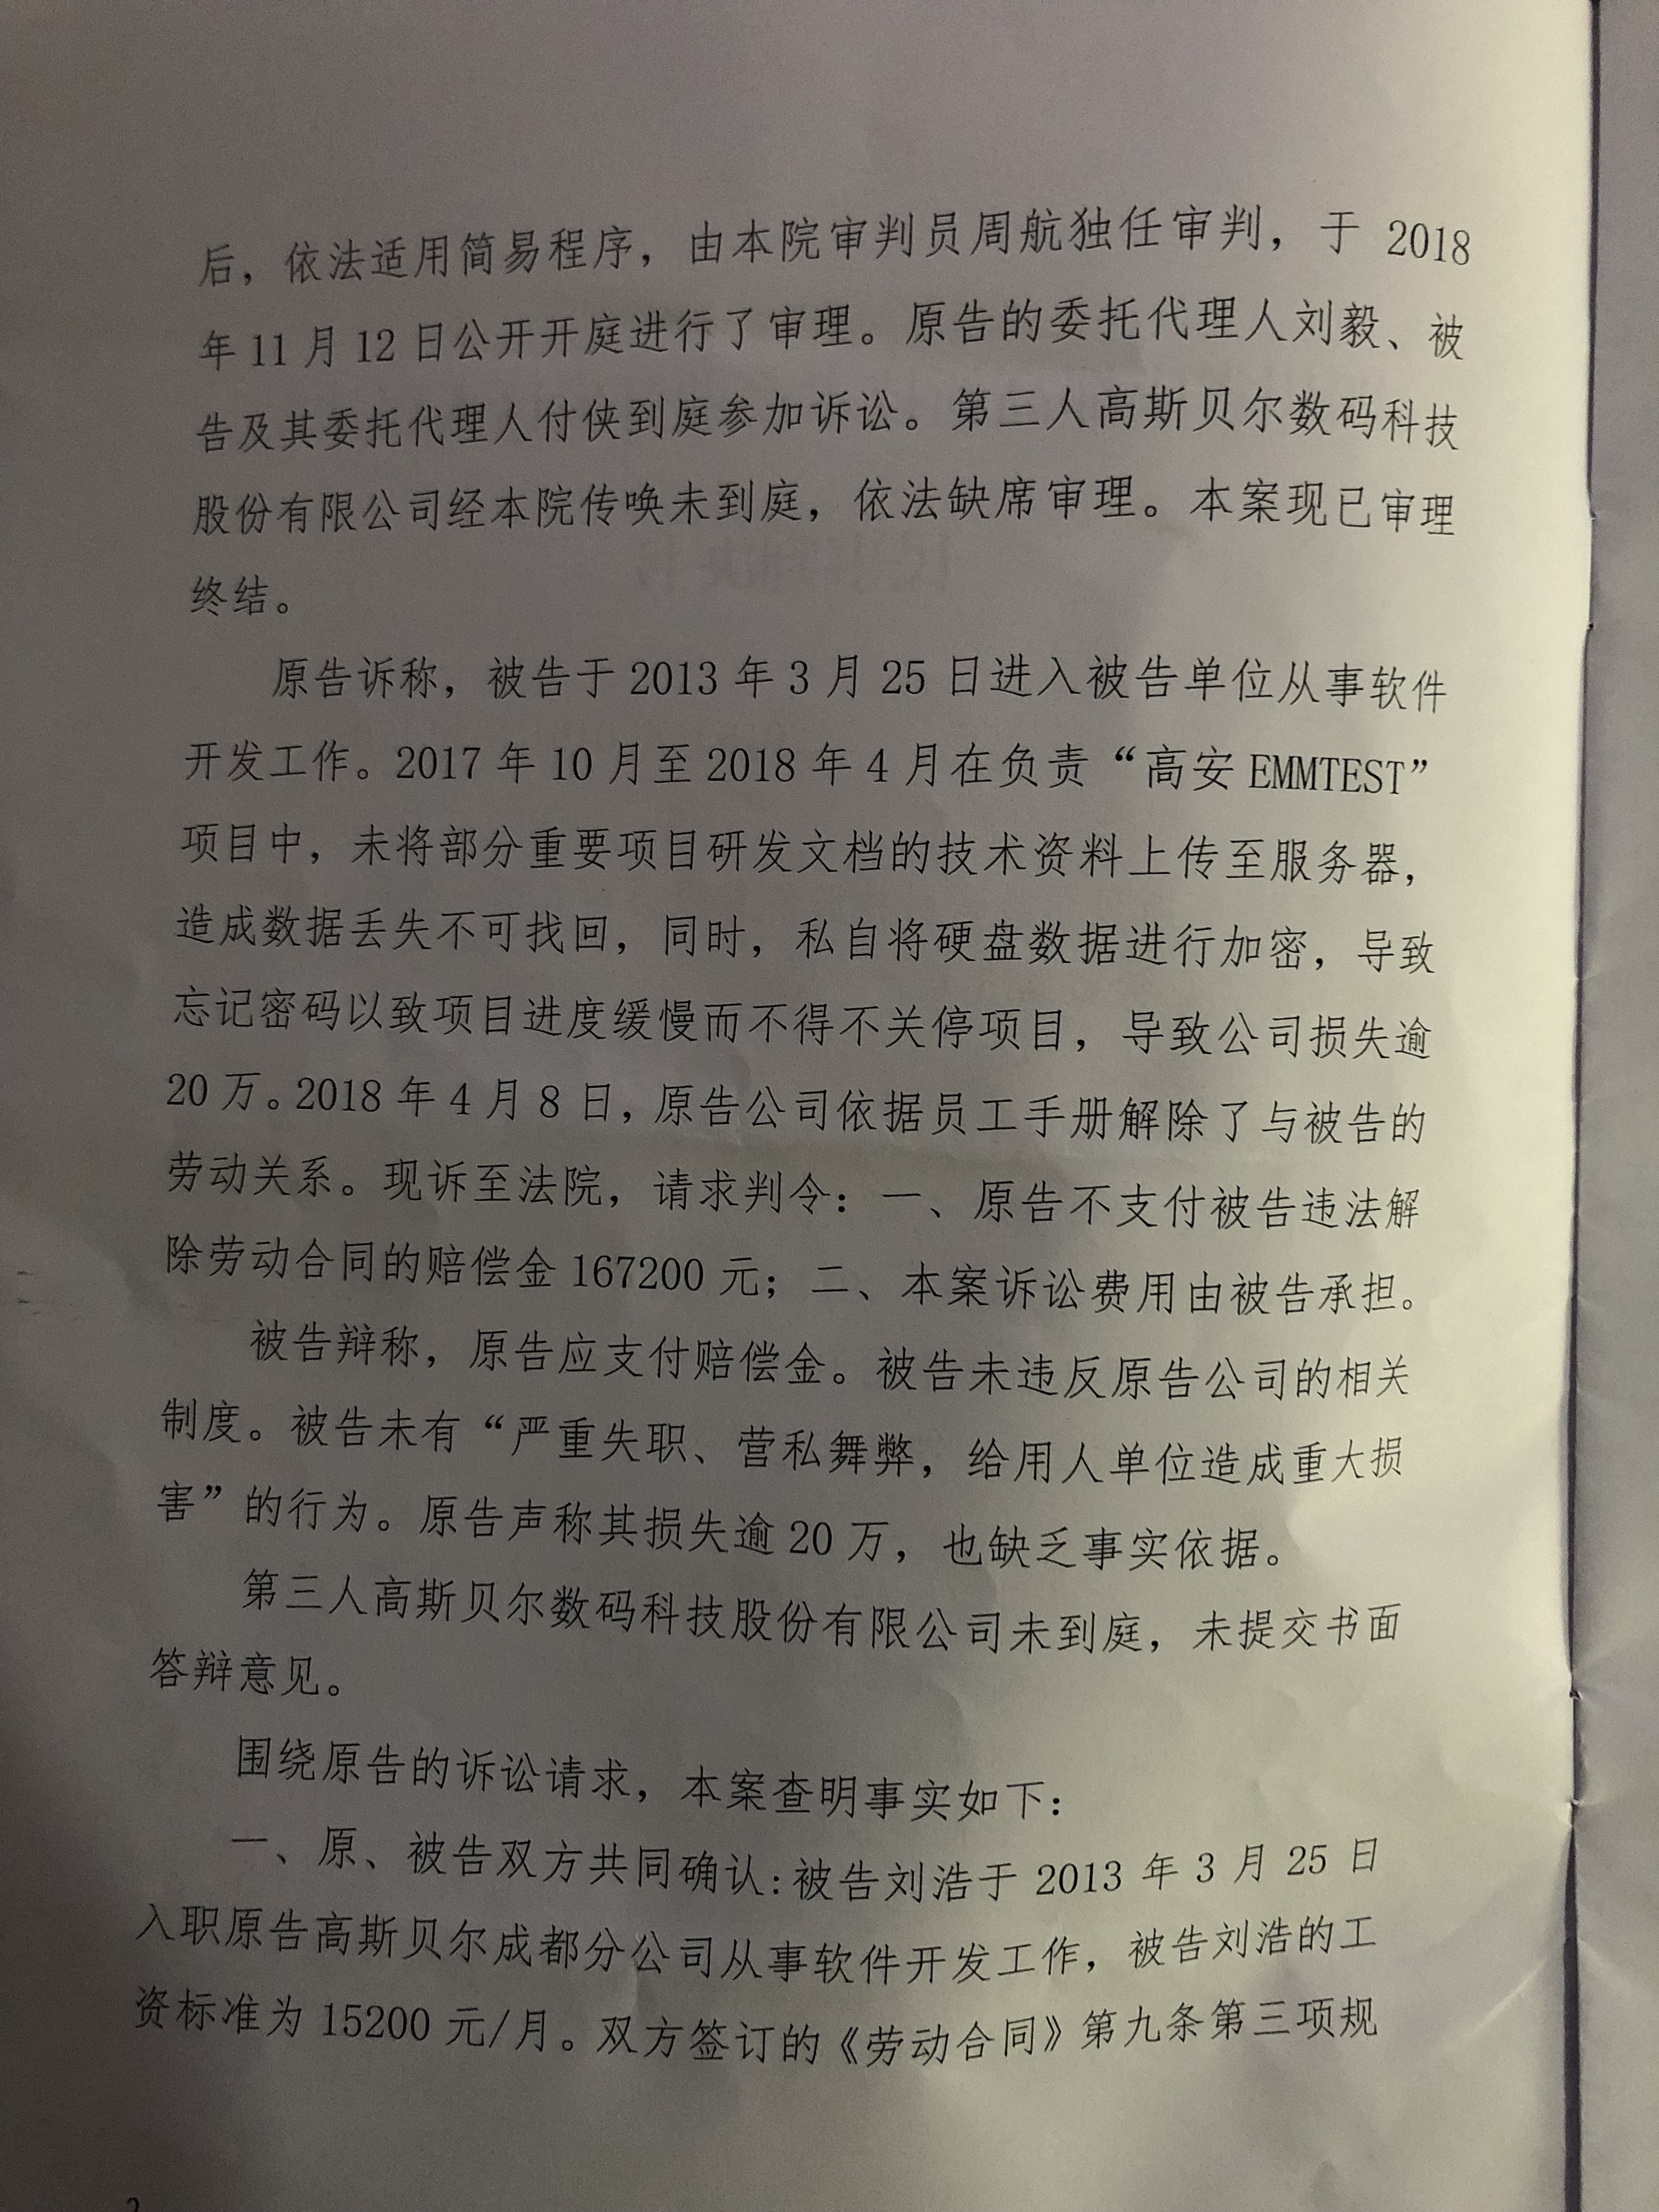 后，依法适用简易程序，由本院审判员周航独任审判，于 2018
年 11 月 12 日公开开庭进行了审理。原告的委托代理人刘毅、被
告及其委托代理人付侠到庭参加诉讼。第三人高斯贝尔数码科技
股份有限公司经本院传唤未到庭，依法缺席审理。本案现已审理
终结。
原告诉称，被告于 2013 年 3 月 25 日进入被告单位从事软件
开发工作。2017 年 10 月至 2018 年 4 月在负责“高安 EMMTEST”
项目中，未将部分重要项目研发文档的技术资料上传至服务器，
造成数据丢失不可找回，同时，私自将硬盘数据进行加密，导致
忘记密码以致项目进度缓慢而不得不关停项目，导致公司损失逾
20 万。2018 年 4 月 8 日，原告公司依据员工手册解除了与被告的
劳动关系。现诉至法院，请求判令：一、原告不支付被告违法解
除劳动合同的赔偿金 167200 元；二、本案诉讼费用由被告承担。
被告辩称，原告应支付赔偿金。被告未违反原告公司的相关
制度。被告未有“严重失职、营私舞弊，给用人单位造成重大损
害”的行为。原告声称其损失逾 20 万，也缺乏事实依据。
第三人高斯贝尔数码科技股份有限公司未到庭，未提交书面
答辩意见。
围绕原告的诉讼请求，本案查明事实如下：
一、原、被告双方共同确认：被告刘浩于 2013 年 3 月 25 日
入职原告高斯贝尔成都分公司从事软件开发工作，被告刘浩的工
资标准为 15200 元/月。双方签订的《劳动合同》第九条第三项规
2